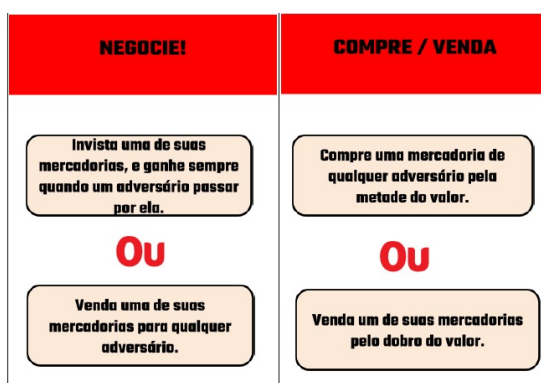 NEGOCIE!
Invista uma de suas
mercadorias, e ganhe sempre
quando um adversário passar
por ela.
Ou
Venda uma de suas
mercadorias para qualquer
adversário.
COMPRE / VENDA
Compre uma mercadoria de
qualquer adversário pela
metade do valor.
Ou
Venda um de suas mercadorias
pelo dobro do valor.